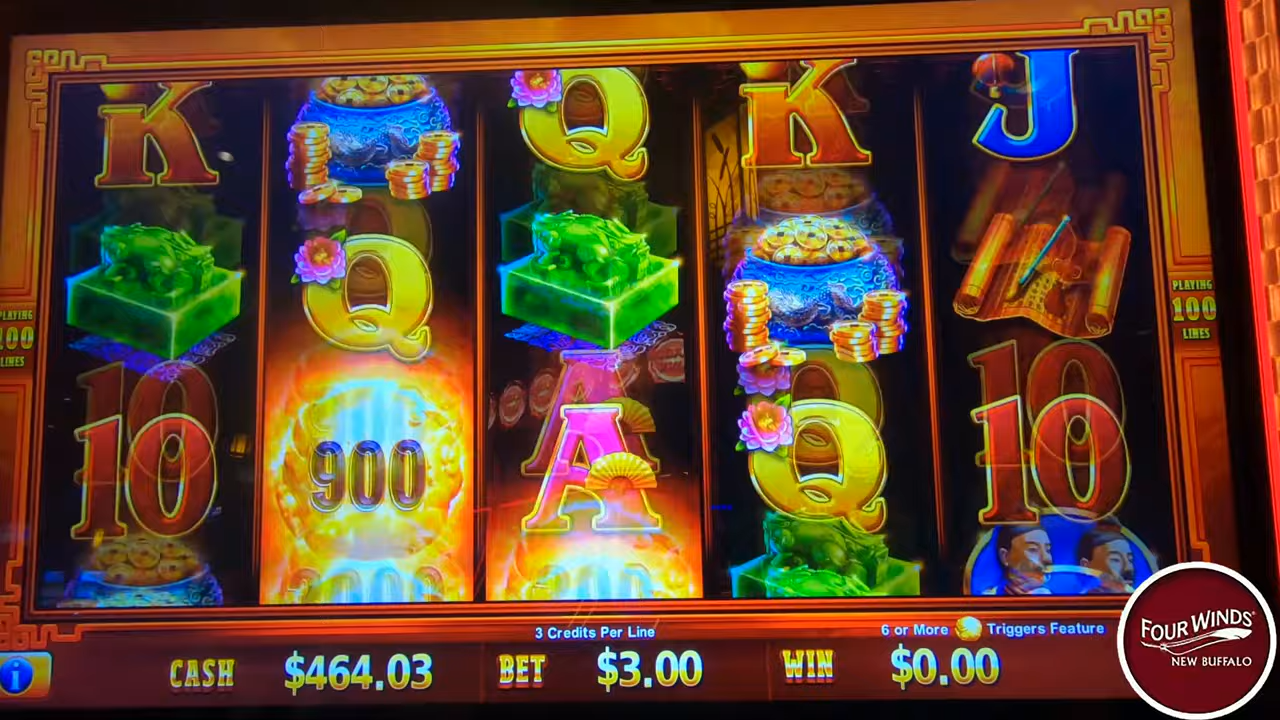 K
Q
K
J
Q
PLAYING
100
LINES
PLAYING
100
LINES
10
900
A
Q
10
3 Credits Per Line
6 or More Triggers Feature
CASH $464.03 BET $3.00 WIN $0.00
i
FOUR WINDS®
NEW BUFFALO